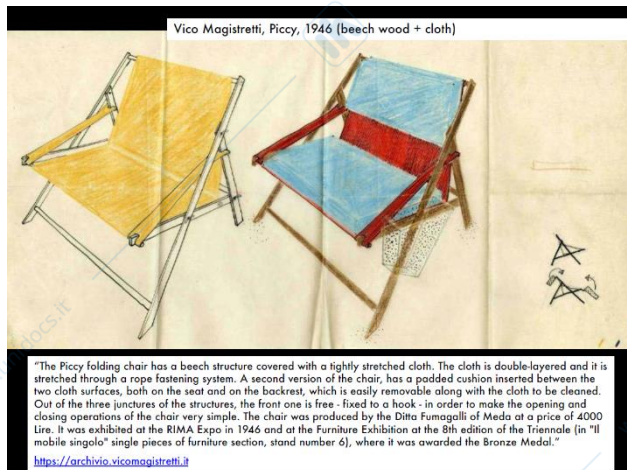 Vico Magistretti, Piccy, 1946 (beech wood + cloth)
"The Piccy folding chair has a beech structure covered with a tightly stretched cloth. The cloth is double-layered and it is
stretched through a rope fastening system. A second version of the chair, has a padded cushion inserted between the
two cloth surfaces, both on the seat and on the backrest, which is easily removable along with the cloth to be cleaned.
Out of the three junctures of the structures, the front one is free - fixed to a hook - in order to make the opening and
closing operations of the chair very simple. The chair was produced by the Ditta Fumagalli of Meda at a price of 4000
Lire. It was exhibited at the RIMA Expo in 1946 and at the Furniture Exhibition at the 8th edition of the Triennale (in "Il
mobile singolo" single pieces of furniture section, stand number 6), where it was awarded the Bronze Medal."
https://archivio.vicomagistretti.it